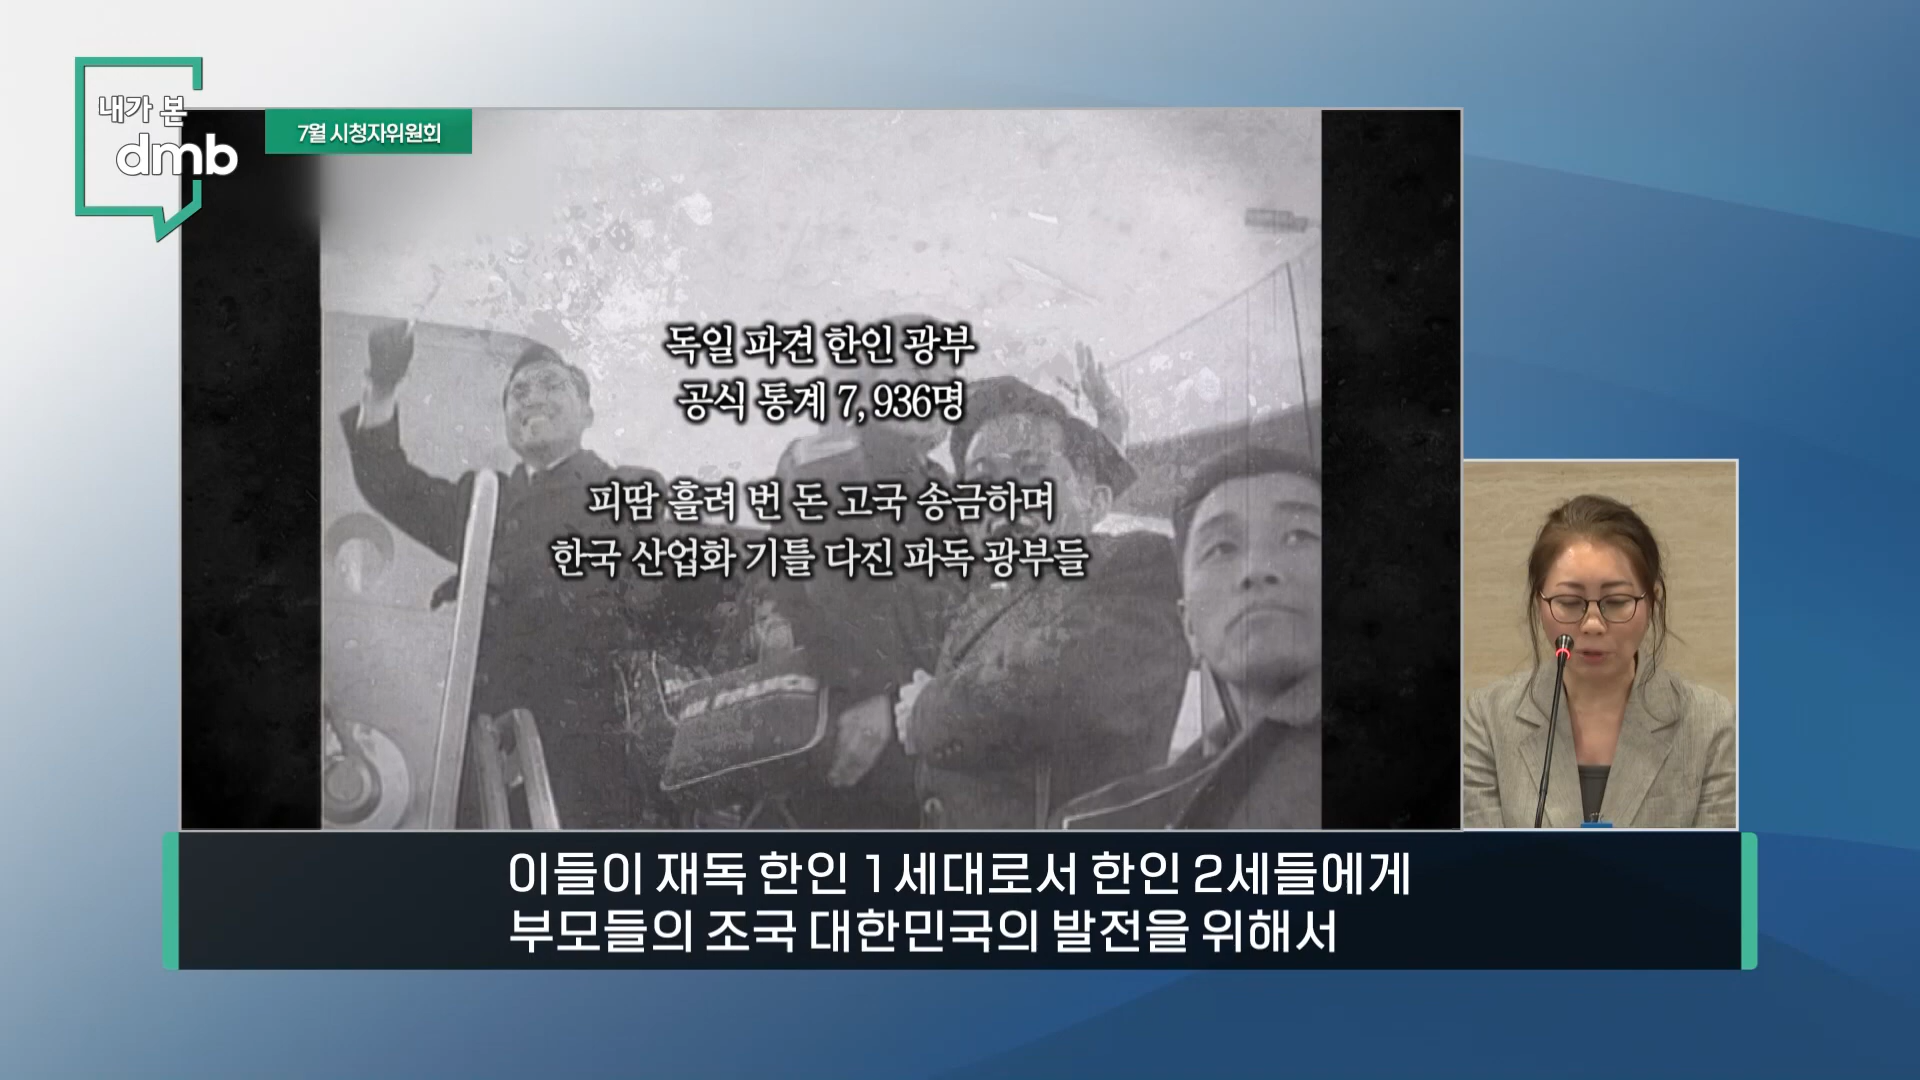 내가 본
dmb
7월 시청자위원회
독일 파견 한인 광부
공식 통계 7,936명
피땀 흘려 번 돈 고국 송금하며
한국 산업화 기틀 다진 파독 광부들
이들이 재독 한인 1세대로서 한인 2세들에게
부모들의 조국 대한민국의 발전을 위해서